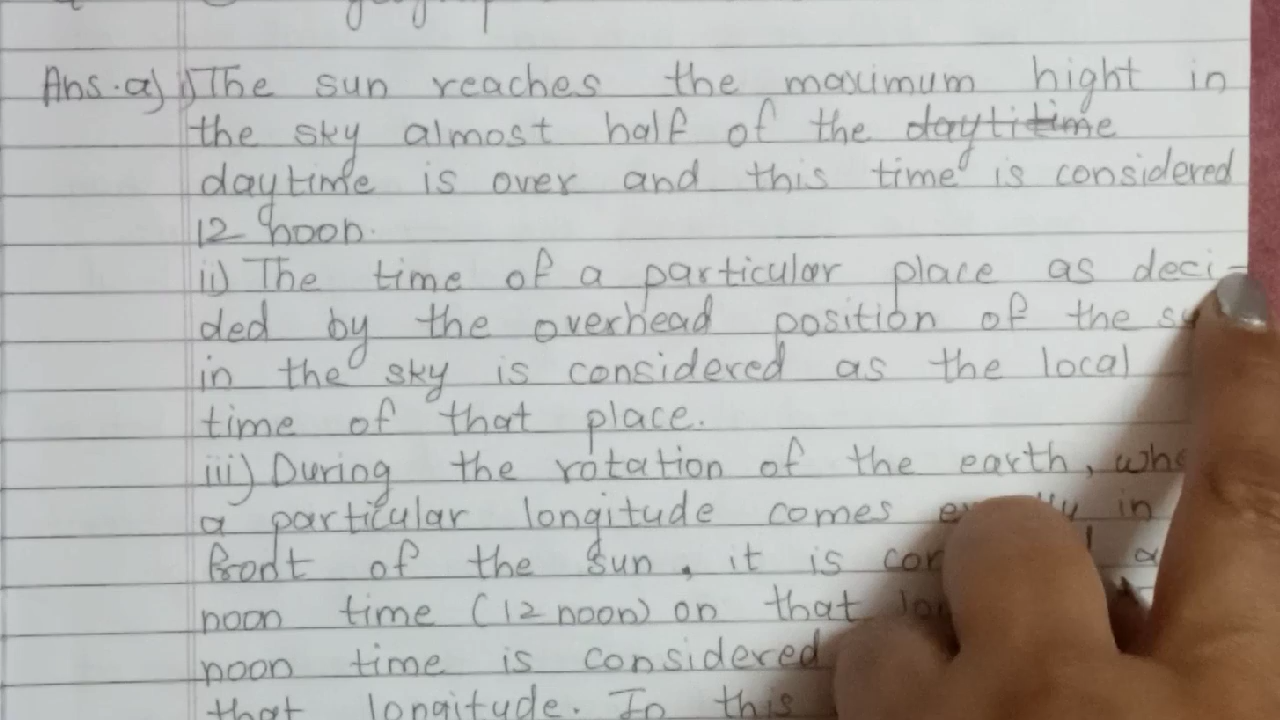 Ans. a) i) The sun reaches the maximum hight in
the sky almost half of the daytitime
daytime is over and this time is considered
12 noon.
ii) The time of a particular place as deci-
ded by the overhead position of the
in the sky is considered as the local
time of that place.
iii) During the rotation of the earth,
a particular longitude comes in
front of the sun, it is
noon time (12 noon) on that
noon time is considered
that longitude. In this